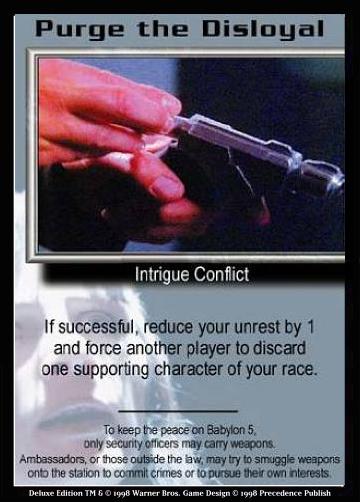 Purge the Disloyal
Intrigue Conflict
If successful, reduce your unrest by 1
and force another player to discard
one supporting character of your race.
To keep the peace on Babylon 5,
only security officers may carry weapons.
Ambassadors, or those outside the law, may try to smuggle weapons
onto the station to commit crimes or to pursue their own interests.
Deluxe Edition TM & © 1998 Warner Bros. Game Design © 1998 Precedence Publish